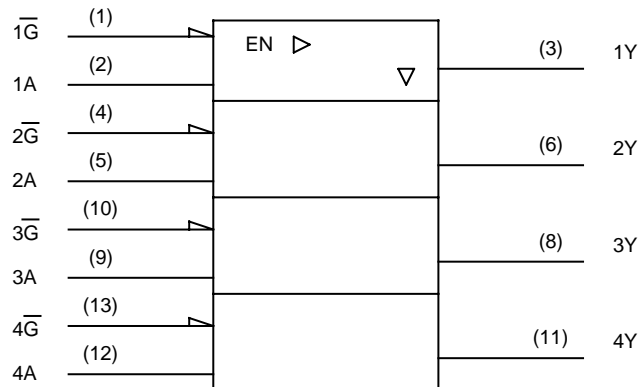 1G̅ (1) EN
1A (2) (3) 1Y
2G̅ (4)
2A (5) (6) 2Y
3G̅ (10)
3A (9) (8) 3Y
4G̅ (13)
4A (12) (11) 4Y